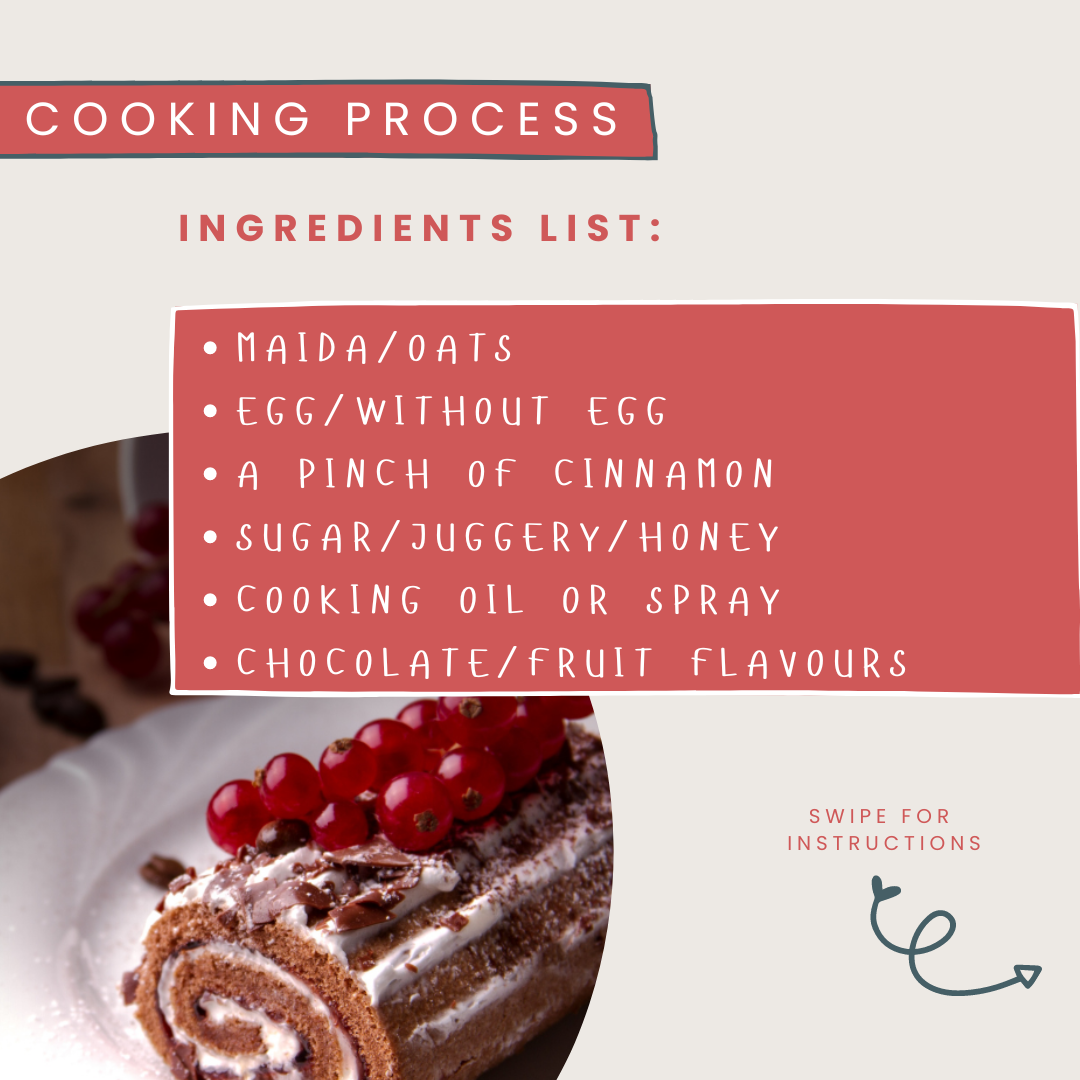 COOKING PROCESS
INGREDIENTS LIST:
• MAIDA/OATS
• EGG/WITHOUT EGG
• A PINCH OF CINNAMON
• SUGAR/JUGGERY/HONEY
• COOKING OIL OR SPRAY
• CHOCOLATE/FRUIT FLAVOURS
SWIPE FOR
INSTRUCTIONS